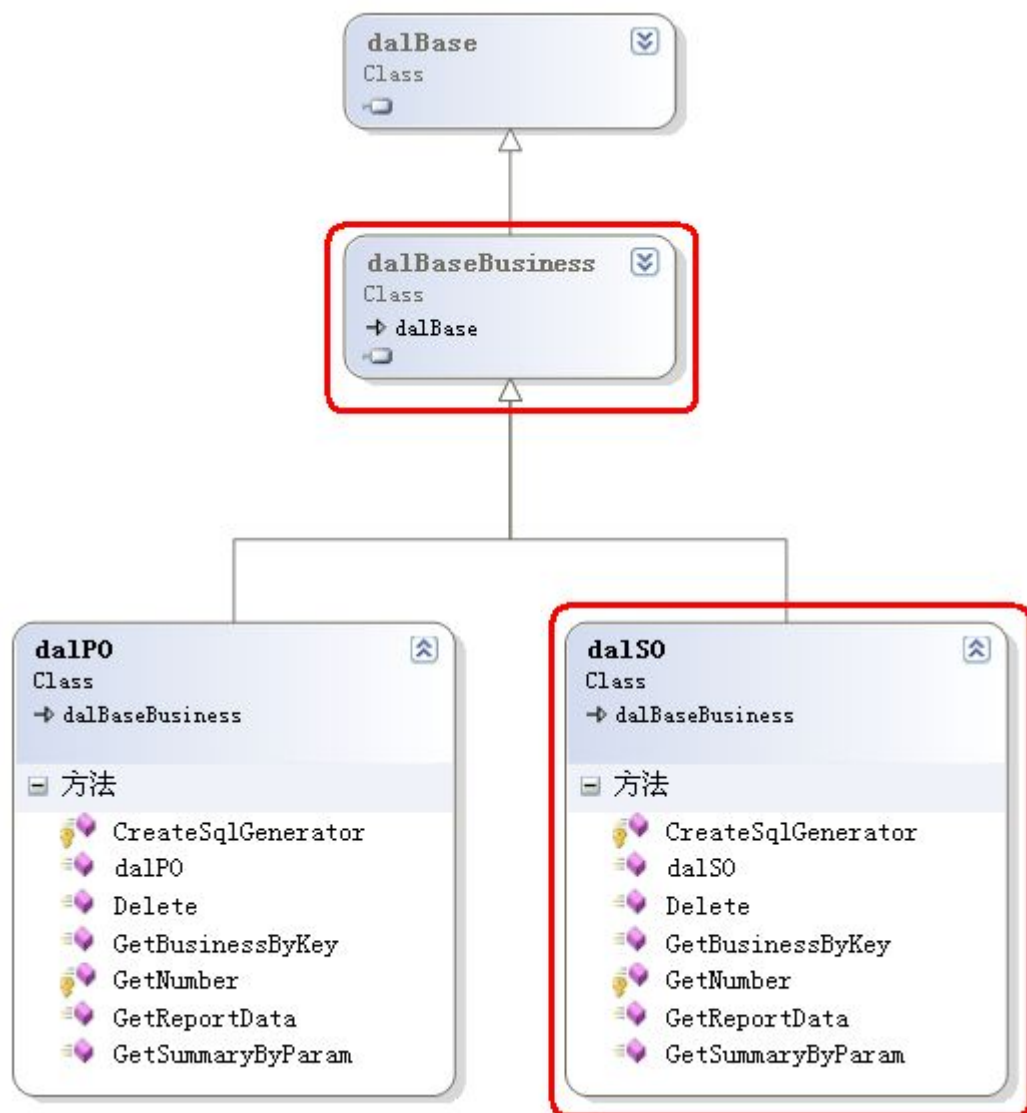 dalBase
Class
dalBaseBusiness
Class
dalBase
dalPO
Class
dalBaseBusiness
方法
CreateSqlGenerator
dalPO
Delete
GetBusinessByKey
GetNumber
GetReportData
GetSummaryByParam
dalSO
Class
dalBaseBusiness
方法
CreateSqlGenerator
dalSO
Delete
GetBusinessByKey
GetNumber
GetReportData
GetSummaryByParam